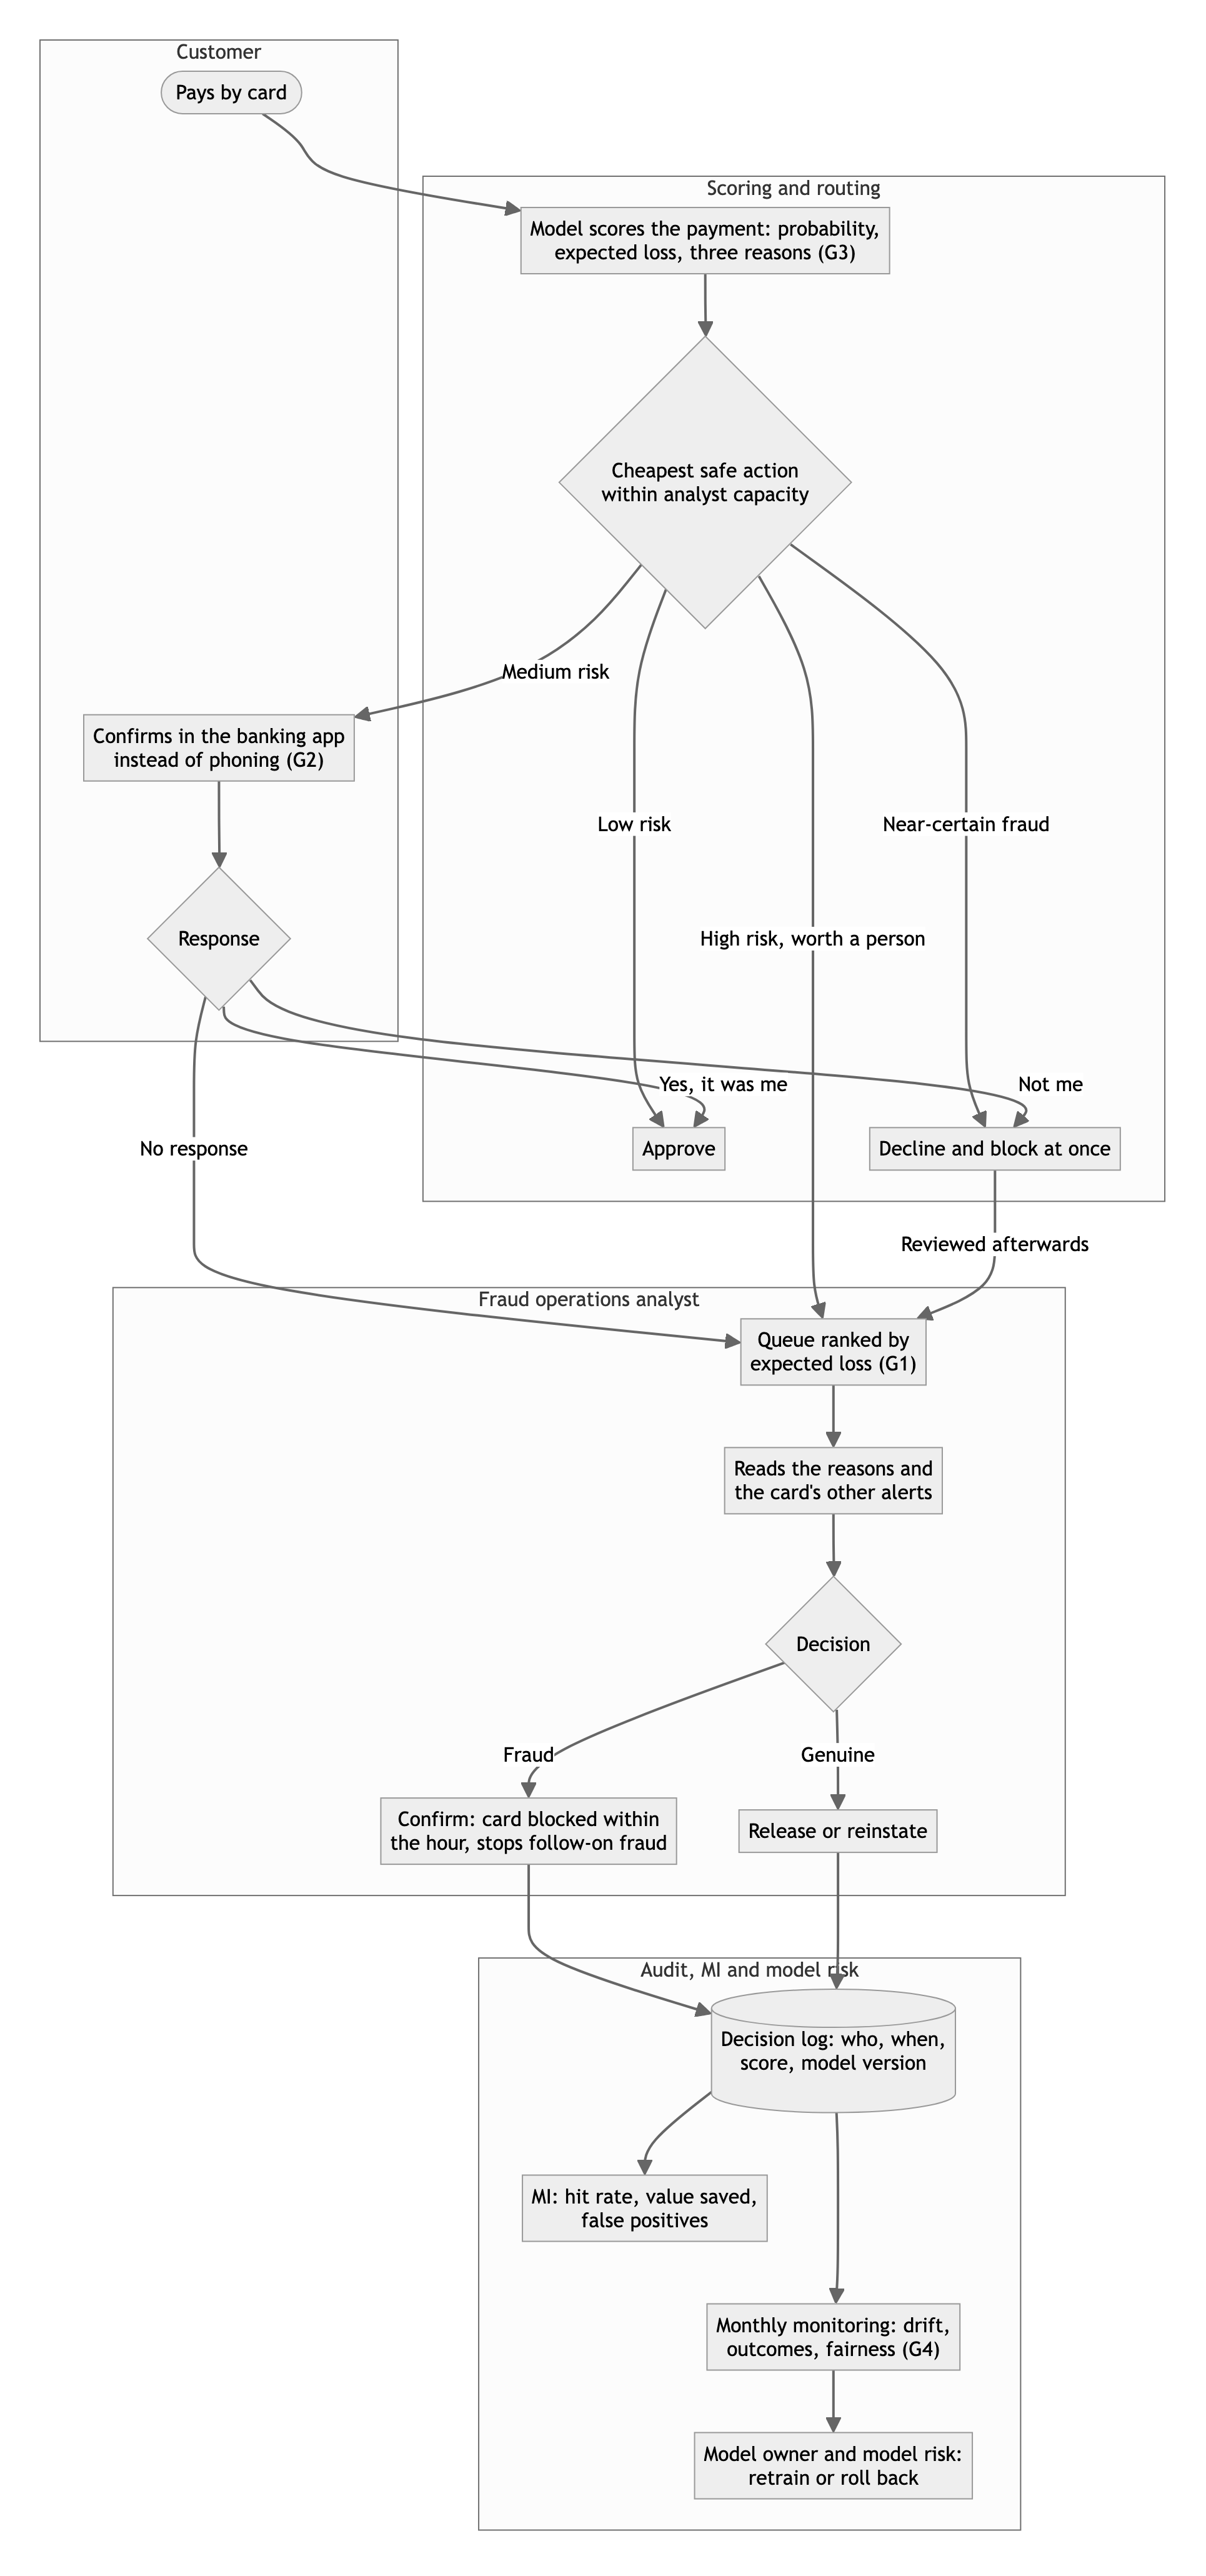 Customer
Pays by card
Scoring and routing
Model scores the payment: probability,
expected loss, three reasons (G3)
Cheapest safe action
within analyst capacity
Medium risk
Confirms in the banking app
instead of phoning (G2)
Low risk
Near-certain fraud
Response
High risk, worth a person
Yes, it was me
Not me
No response
Approve
Decline and block at once
Reviewed afterwards
Fraud operations analyst
Queue ranked by
expected loss (G1)
Reads the reasons and
the card's other alerts
Decision
Fraud
Genuine
Confirm: card blocked within
the hour, stops follow-on fraud
Release or reinstate
Audit, MI and model risk
Decision log: who, when,
score, model version
MI: hit rate, value saved,
false positives
Monthly monitoring: drift,
outcomes, fairness (G4)
Model owner and model risk:
retrain or roll back